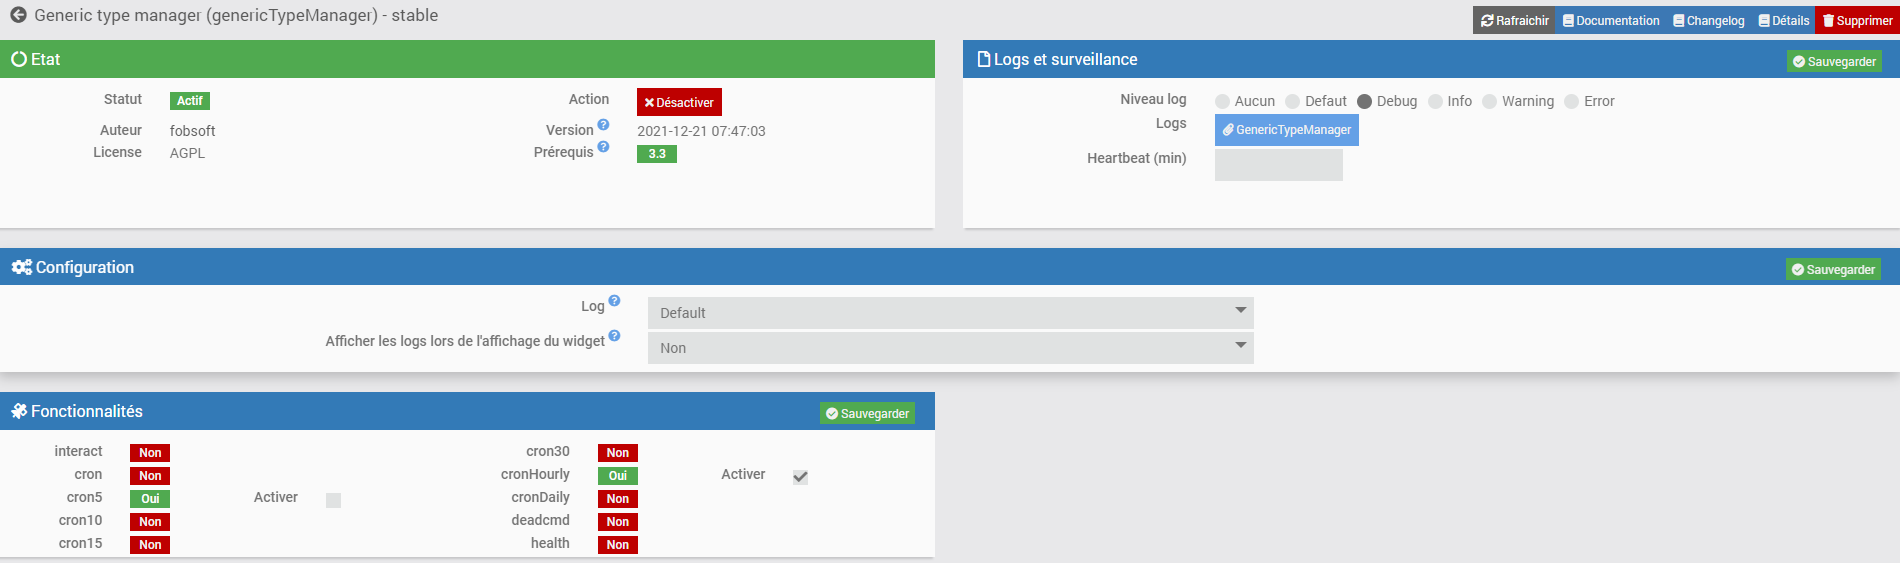 Generic type manager (genericTypeManager) - stable
Rafraichir Documentation Changelog Détails Supprimer
Etat
Statut Actif Action Désactiver
Auteur fobsoft Version 2021-12-21 07:47:03
License AGPL Prérequis 3.3
Logs et surveillance Sauvegarder
Niveau log Aucun Defaut Debug Info Warning Error
Logs GenericTypeManager
Heartbeat (min)
Configuration Sauvegarder
Log Default
Afficher les logs lors de l'affichage du widget Non
Fonctionnalités Sauvegarder
interact Non cron30 Non
cron Non cronHourly Oui Activer
cron5 Oui Activer cronDaily Non
cron10 Non deadcmd Non
cron15 Non health Non